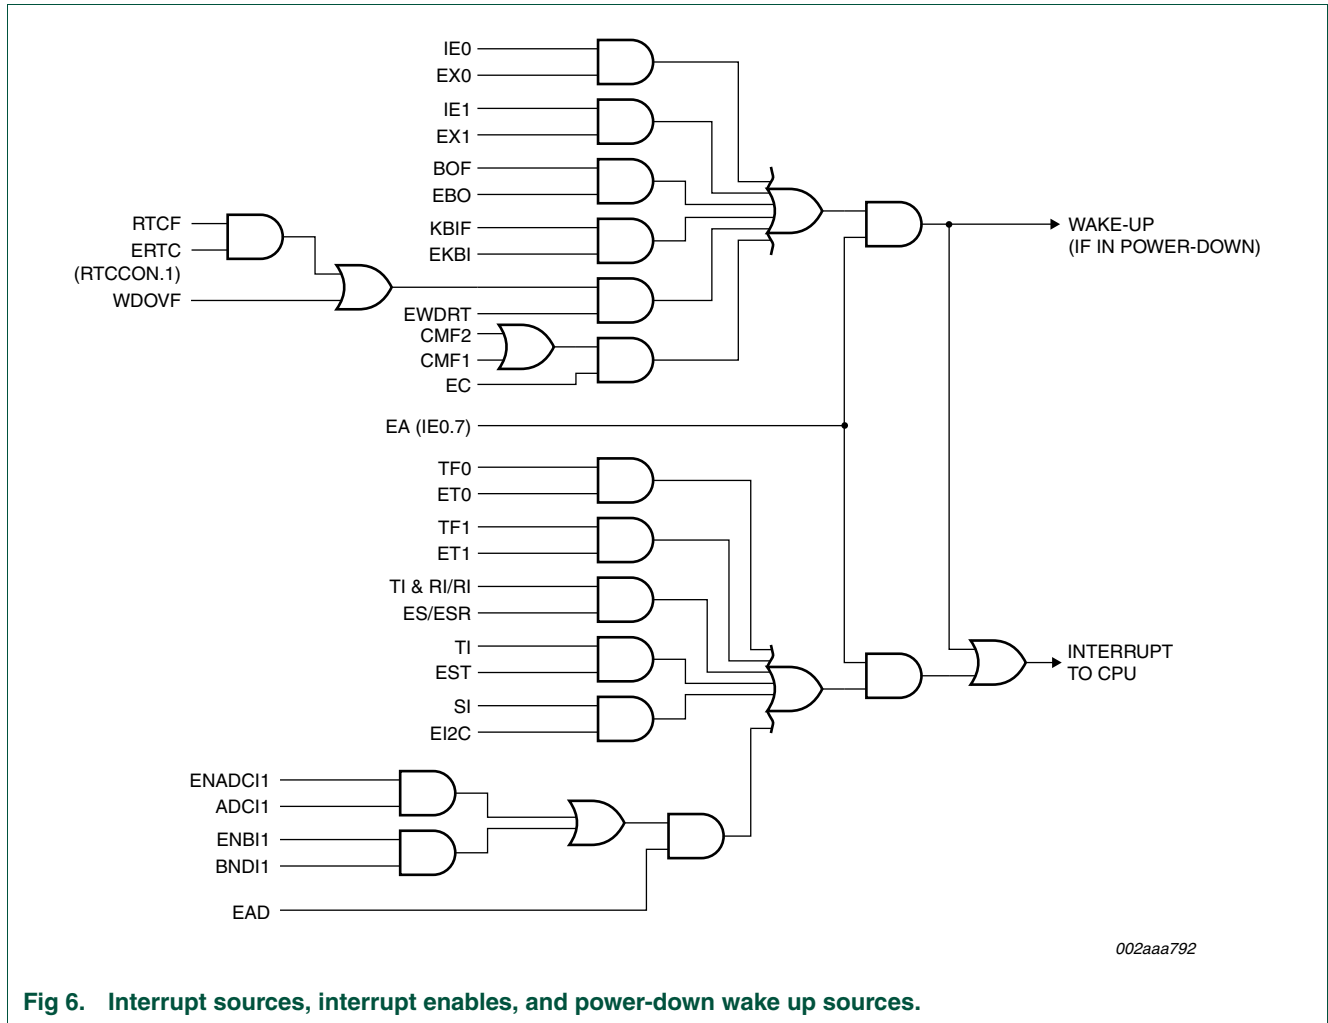 IE0
EX0
IE1
EX1
BOF
EBO
RTCF
ERTC
(RTCCON.1)
WDOVF
KBIF
EKBI
EWDRT
CMF2
CMF1
EC
EA (IE0.7)
WAKE-UP
(IF IN POWER-DOWN)
TF0
ET0
TF1
ET1
TI & RI/RI
ES/ESR
TI
EST
SI
EI2C
INTERRUPT
TO CPU
ENADCI1
ADCI1
ENBI1
BNDI1
EAD
002aaa792
Fig 6. Interrupt sources, interrupt enables, and power-down wake up sources.